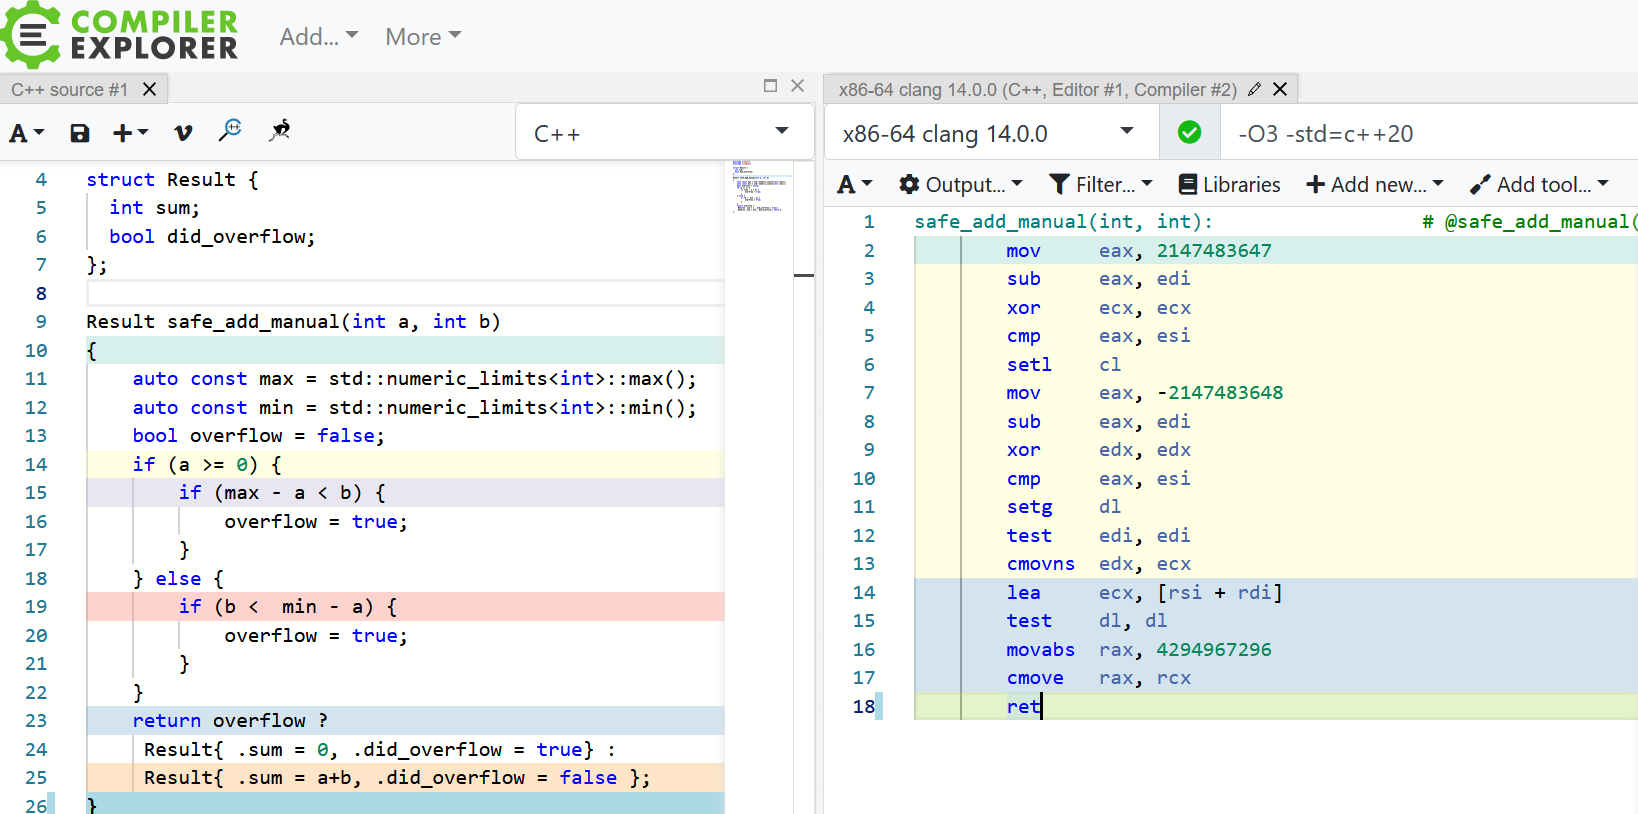 COMPILER
EXPLORER
Add...
More
C++ source #1
A
C++
4 struct Result {
5 int sum;
6 bool did_overflow;
7 };
8
9 Result safe_add_manual(int a, int b)
10 {
11 auto const max = std::numeric_limits<int>::max();
12 auto const min = std::numeric_limits<int>::min();
13 bool overflow = false;
14 if (a >= 0) {
15 if (max - a < b) {
16 overflow = true;
17 }
18 } else {
19 if (b <  min - a) {
20 overflow = true;
21 }
22 }
23 return overflow ?
24 Result{ .sum = 0, .did_overflow = true} :
25 Result{ .sum = a+b, .did_overflow = false };
26 }
x86-64 clang 14.0.0 (C++, Editor #1, Compiler #2)
x86-64 clang 14.0.0
-O3 -std=c++20
A Output... Filter... Libraries Add new... Add tool...
1 safe_add_manual(int, int): # @safe_add_manual(
2 mov eax, 2147483647
3 sub eax, edi
4 xor ecx, ecx
5 cmp eax, esi
6 setl cl
7 mov eax, -2147483648
8 sub eax, edi
9 xor edx, edx
10 cmp eax, esi
11 setg dl
12 test edi, edi
13 cmovns edx, ecx
14 lea ecx, [rsi + rdi]
15 test dl, dl
16 movabs rax, 4294967296
17 cmove rax, rcx
18 ret